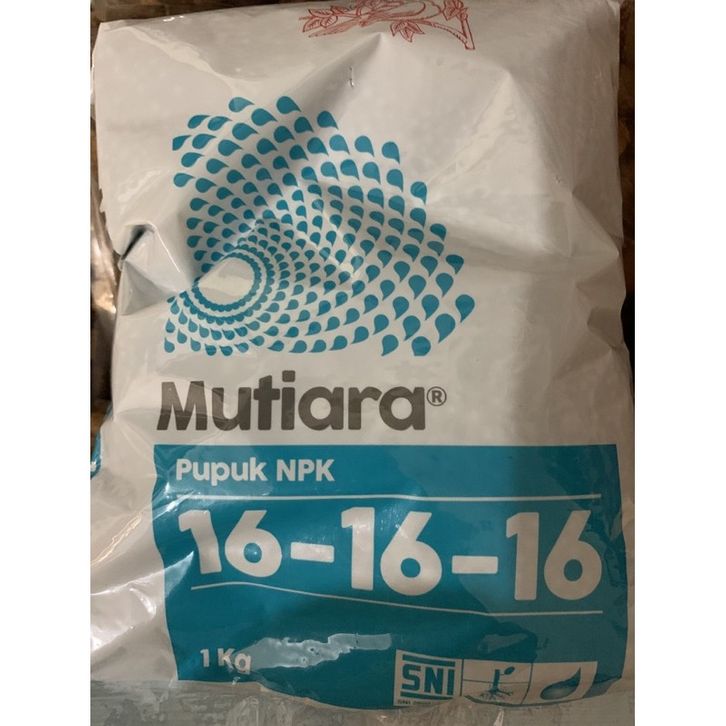 Mutiara®
Pupuk NPK
16-16-16
1 Kg
SNI